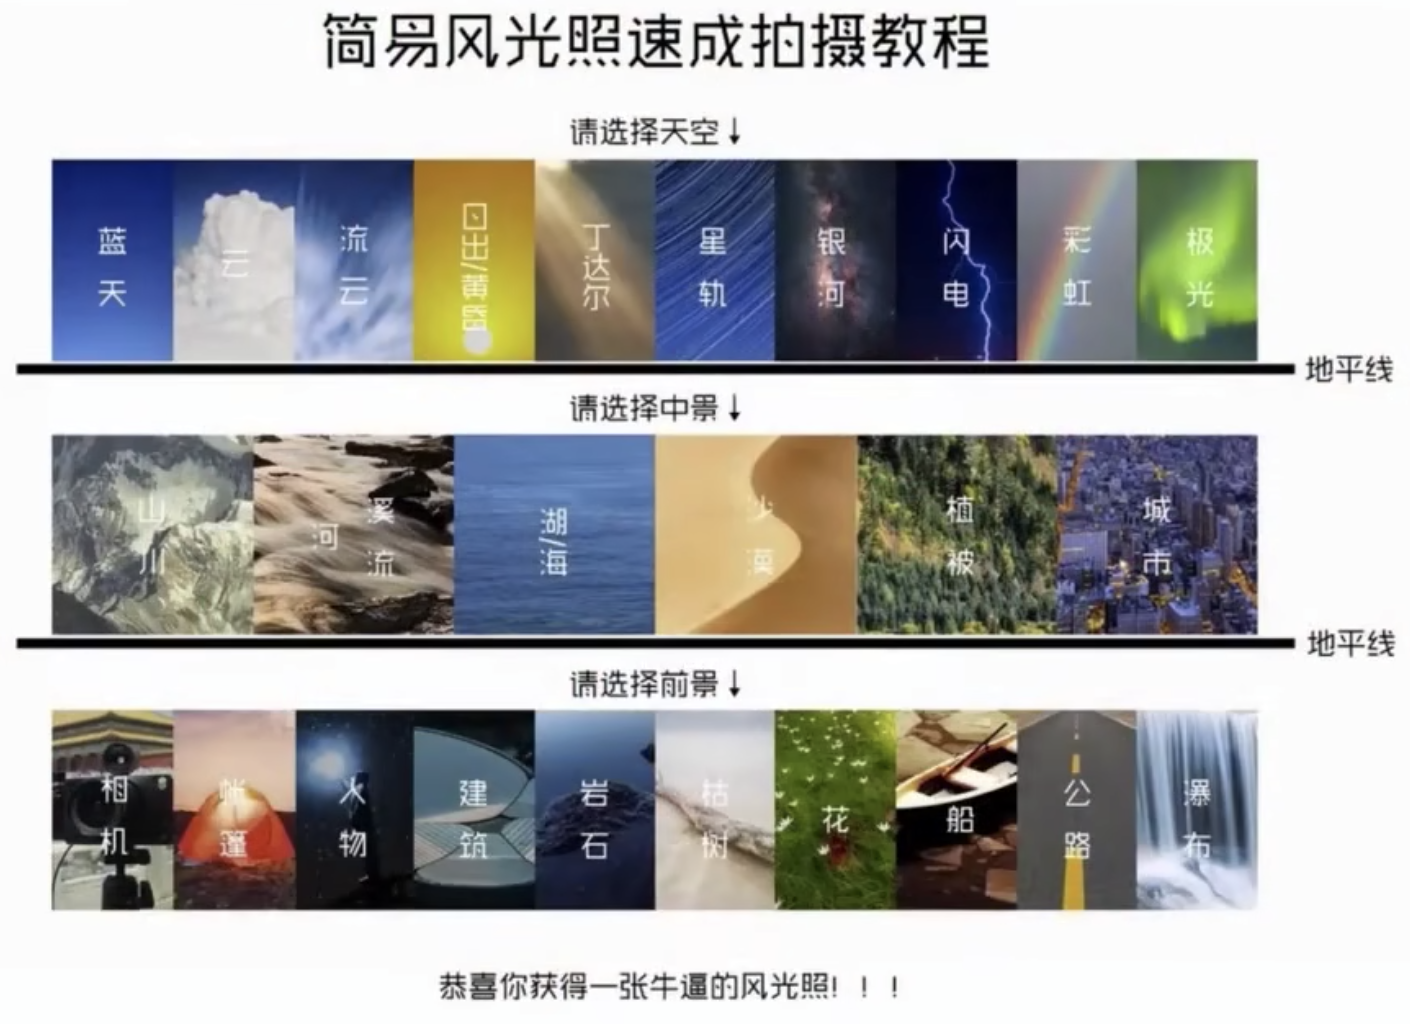 简易风光照速成拍摄教程
请选择天空↓
蓝天
云
流云
日出/黄昏
丁达尔
星轨
银河
闪电
彩虹
极光
地平线
请选择中景↓
山川
河
溪流
湖/海
沙漠
植被
城市
地平线
请选择前景↓
相机
帐篷
人物
建筑
岩石
枯树
花
船
公路
瀑布
恭喜你获得一张牛逼的风光照！！！